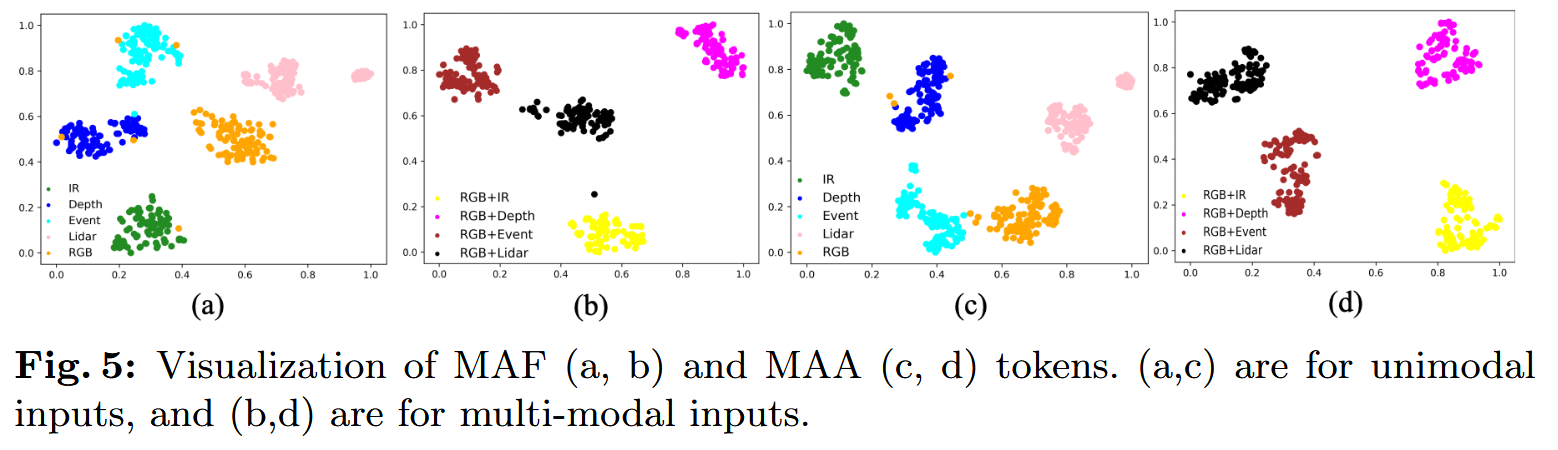 1.0
0.8
0.6
0.4
0.2
0.0
IR
Depth
Event
Lidar
RGB
0.0 0.2 0.4 0.6 0.8 1.0
(a)
1.0
0.8
0.6
0.4
0.2
0.0
RGB+IR
RGB+Depth
RGB+Event
RGB+Lidar
0.0 0.2 0.4 0.6 0.8 1.0
(b)
1.0
0.8
0.6
0.4
0.2
0.0
IR
Depth
Event
Lidar
RGB
0.0 0.2 0.4 0.6 0.8 1.0
(c)
1.0
0.8
0.6
0.4
0.2
0.0
RGB+IR
RGB+Depth
RGB+Event
RGB+Lidar
0.0 0.2 0.4 0.6 0.8 1.0
(d)
Fig. 5: Visualization of MAF (a, b) and MAA (c, d) tokens. (a,c) are for unimodal
inputs, and (b,d) are for multi-modal inputs.